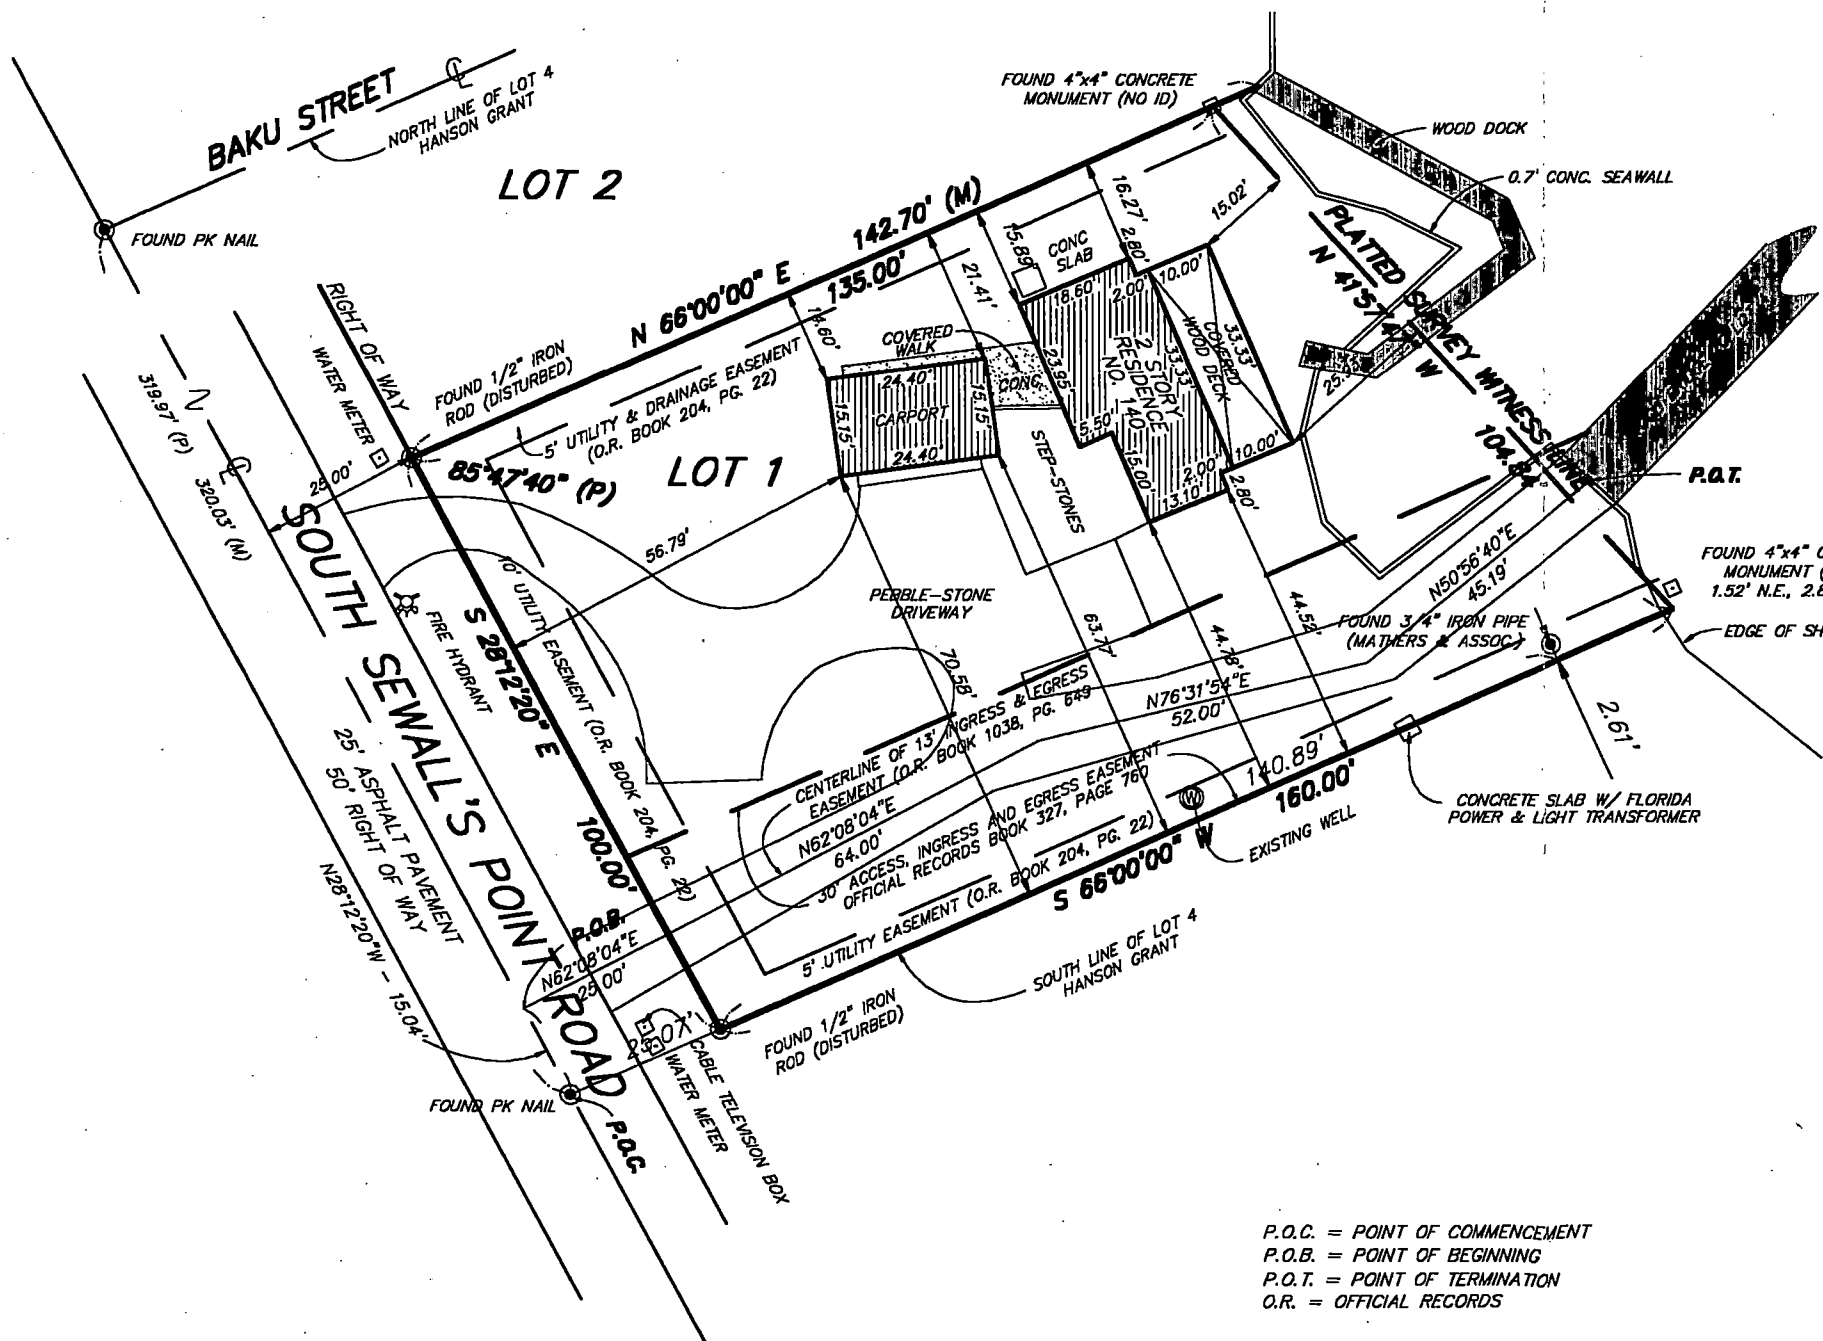 BAKU STREET
NORTH LINE OF LOT 4
HANSON GRANT
LOT 2
FOUND PK NAIL
FOUND 4"x4" CONCRETE
MONUMENT (NO ID)
WOOD DOCK
0.7' CONC. SEAWALL
PLATTED SURVEY WITNESS LINE
104.84
142.70' (M)
N 66°00'00" E
135.00'
RIGHT OF WAY
WATER METER
FOUND 1/2" IRON
ROD (DISTURBED)
5' UTILITY & DRAINAGE EASEMENT
(O.R. BOOK 204, PG. 22)
85°47'40" (P)
LOT 1
319.97' (P)
320.03' (M)
25.00'
14.60'
21.41'
15.89'
16.27'
2.80'
15.02'
CONC
SLAB
18.60'
2.00'
10.00'
COVERED
WALK
CONC.
24.40'
CARPORT
15.15'
15.15'
24.40'
23.95'
2 STORY
RESIDENCE
NO. 140
33.33'
COVERED
WOOD DECK
33.33'
5.50'
15.00'
2.00'
13.10'
10.00'
2.80'
STEP-STONES
56.79'
PEBBLE-STONE
DRIVEWAY
70.58'
63.77'
44.78'
44.52'
P.O.T.
N50°56'40"E
45.19'
FOUND 3/4" IRON PIPE
(MATHERS & ASSOC.)
FOUND 4"x4"
MONUMENT
1.52' N.E.,
EDGE OF
2.61'
SOUTH SEWALL'S POINT ROAD
FIRE HYDRANT
S 28°12'20" E
100.00'
10' UTILITY EASEMENT (O.R. BOOK 204, PG. 22)
25' ASPHALT PAVEMENT
50' RIGHT OF WAY
N28°12'20"W - 15.04'
CENTERLINE OF 13' INGRESS & EGRESS
EASEMENT (O.R. BOOK 1038, PG. 649
N76°31'54"E
52.00'
N62°08'04"E
64.00'
30' ACCESS, INGRESS AND EGRESS EASEMENT
OFFICIAL RECORDS BOOK 327, PAGE 760
5' UTILITY EASEMENT (O.R. BOOK 204, PG. 22)
140.89'
160.00'
S 66°00'00" W
W
EXISTING WELL
CONCRETE SLAB W/ FLORIDA
POWER & LIGHT TRANSFORMER
SOUTH LINE OF LOT 4
HANSON GRANT
P.O.B.
N62°08'04"E
25.00'
25.07'
FOUND 1/2" IRON
ROD (DISTURBED)
CABLE TELEVISION BOX
WATER METER
FOUND PK NAIL
P.O.C.
P.O.C. = POINT OF COMMENCEMENT
P.O.B. = POINT OF BEGINNING
P.O.T. = POINT OF TERMINATION
O.R. = OFFICIAL RECORDS